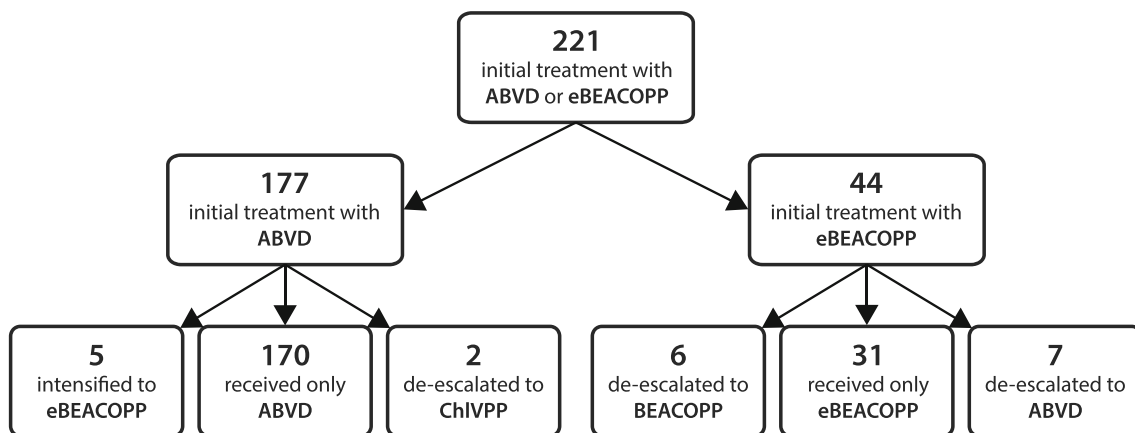 221
initial treatment with
ABVD or eBEACOPP
177
initial treatment with
ABVD
44
initial treatment with
eBEACOPP
5
intensified to
eBEACOPP
170
received only
ABVD
2
de-escalated to
ChlVPP
6
de-escalated to
BEACOPP
31
received only
eBEACOPP
7
de-escalated to
ABVD